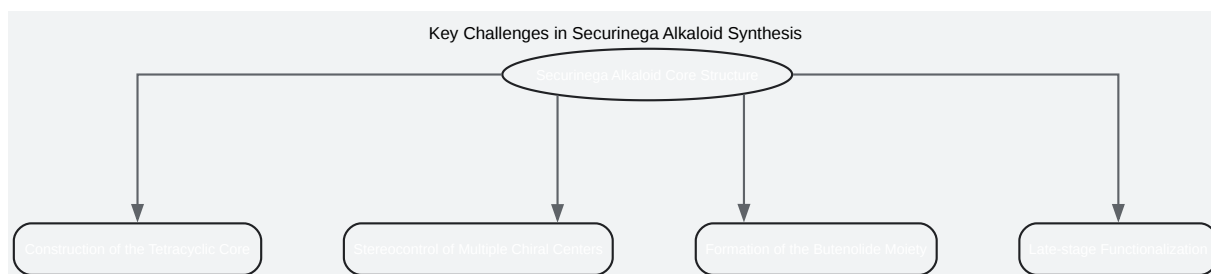 Key Challenges in Securinega Alkaloid Synthesis
Securinega Alkaloid Core Structure
Construction of the Tetracyclic Core
Stereocontrol of Multiple Chiral Centers
Formation of the Butenolide Moiety
Late-stage Functionalization